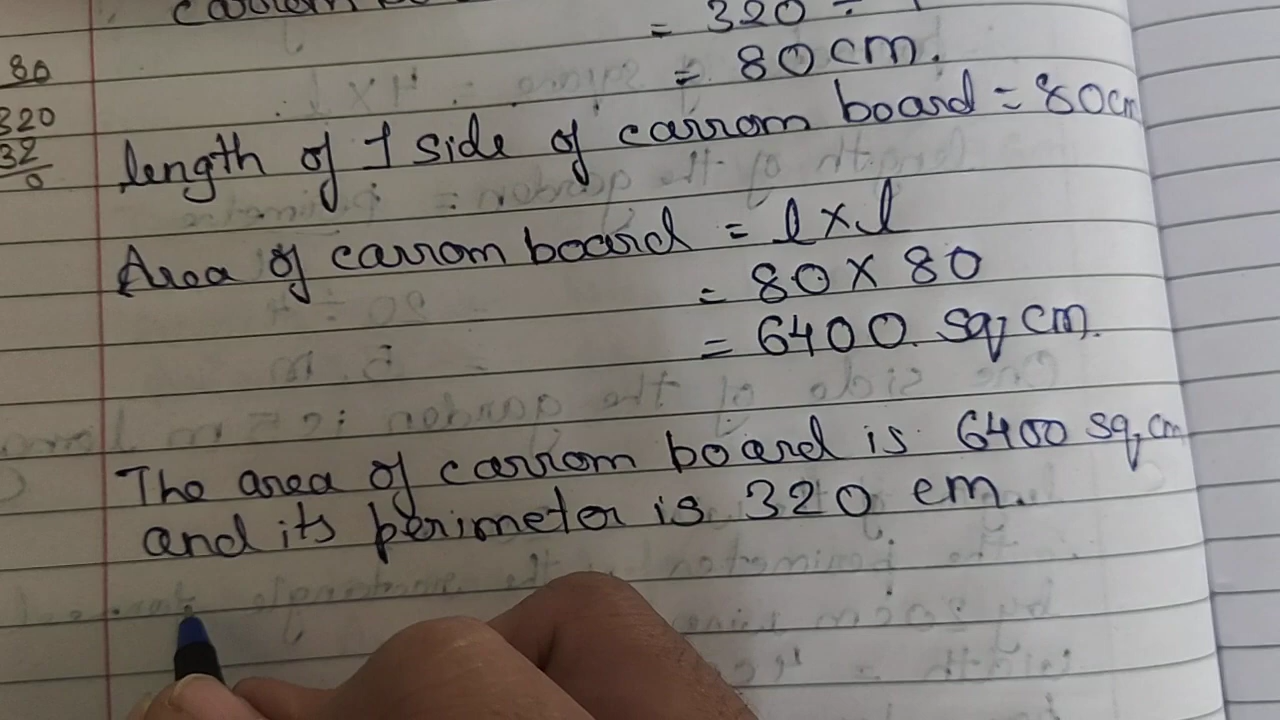 = 320 ÷
80
= 80 cm.
320
32
0
length of 1 side of carrom board = 80cm
Area of carrom board = l × l
= 80 × 80
= 6400 sq cm.
The area of carrom board is 6400 sq, cm
and its perimeter is 320 cm.